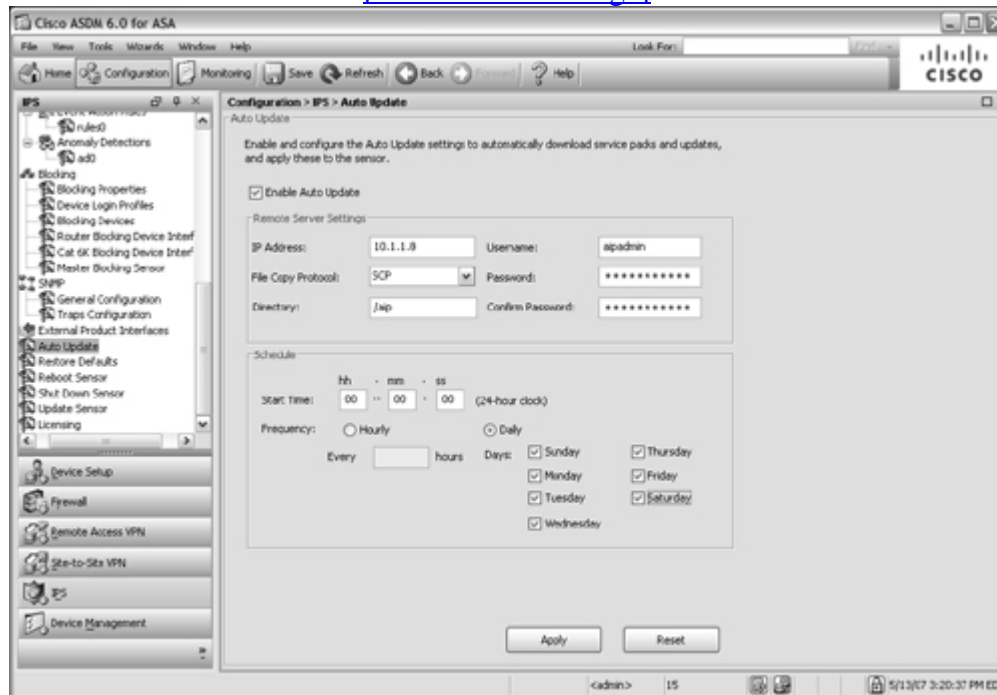 Cisco ASDM 6.0 for ASA
File View Tools Wizards Window Help Look For:
Home Configuration Monitoring Save Refresh Back Forward Help
CISCO
IPS
rules0
Anomaly Detections
ad0
Blocking
Blocking Properties
Device Login Profiles
Blocking Devices
Router Blocking Device Interf
Cat 6K Blocking Device Interf
Master Blocking Sensor
SNMP
General Configuration
Traps Configuration
External Product Interfaces
Auto Update
Restore Defaults
Reboot Sensor
Shut Down Sensor
Update Sensor
Licensing
Device Setup
Firewall
Remote Access VPN
Site-to-Site VPN
IPS
Device Management
Configuration > IPS > Auto Update
Auto Update
Enable and configure the Auto Update settings to automatically download service packs and updates,
and apply these to the sensor.
Enable Auto Update
Remote Server Settings
IP Address: 10.1.1.8 Username: aipadmin
File Copy Protocol: SCP Password: ***********
Directory: /aip Confirm Password: ***********
Schedule
hh : mm : ss
Start Time: 00 : 00 : 00 (24-hour clock)
Frequency: Hourly Daily
Every hours Days: Sunday Thursday
Monday Friday
Tuesday Saturday
Wednesday
Apply Reset
<admin> 15 5/13/07 3:20:37 PM ED